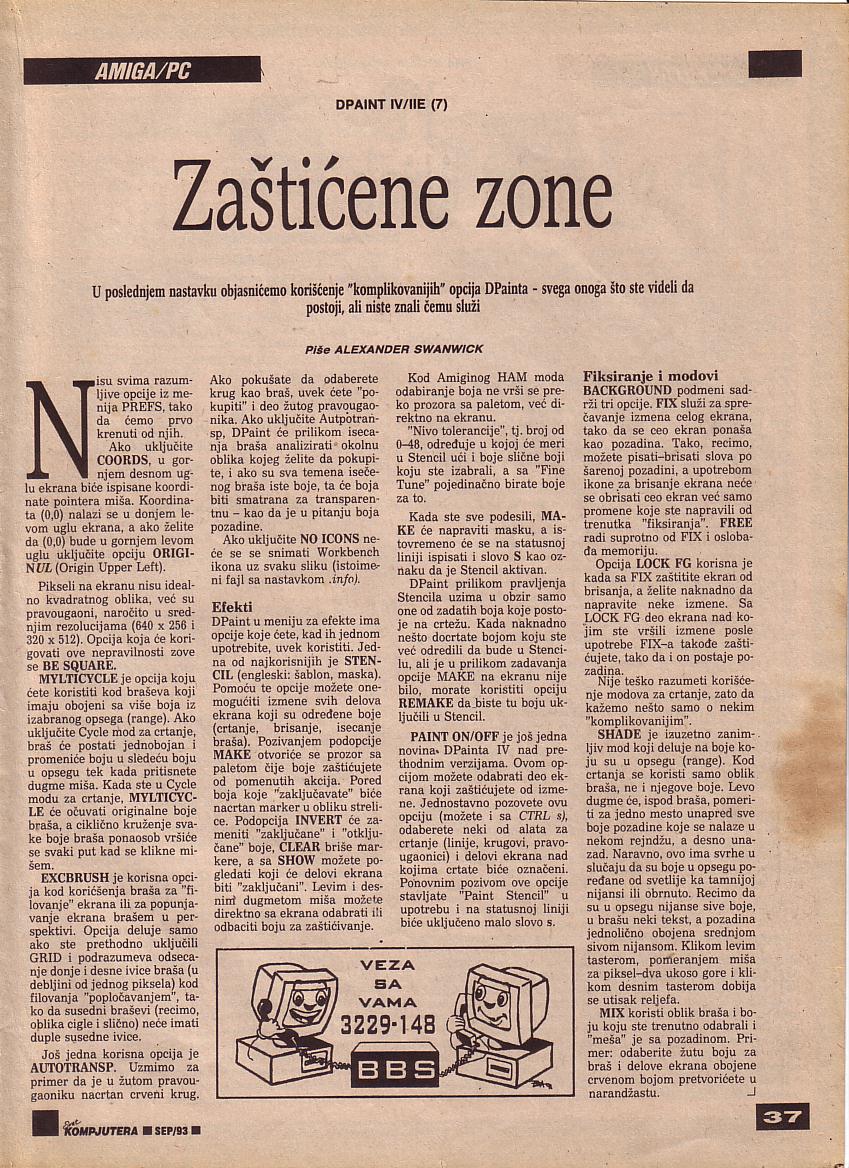 AMIGA/PC
DPAINT IV/IIE (7)
Zaštićene zone
U poslednjem nastavku objasnićemo korišćenje "komplikovanijih" opcija DPainta - svega onoga što ste videli da
postoji, ali niste znali čemu služi
Piše ALEXANDER SWANWICK
Nisu svima razum-
ljive opcije iz me-
nija PREFS, tako
da ćemo prvo
krenuti od njih.
Ako uključite
COORDS, u gor-
njem desnom ug-
lu ekrana biće ispisane koordi-
nate pointera miša. Koordina-
ta (0,0) nalazi se u donjem le-
vom uglu ekrana, a ako želite
da (0,0) bude u gornjem levom
uglu uključite opciju ORIGI-
NUL (Origin Upper Left).
Pikseli na ekranu nisu ideal-
no kvadratnog oblika, već su
pravougaoni, naročito u sred-
njim rezolucijama (640 x 256 i
320 x 512). Opcija koja će kori-
govati ove nepravilnosti zove
se BE SQUARE.
MYLTICYCLE je opcija koju
ćete koristiti kod braševa koji
imaju obojeni sa više boja iz
izabranog opsega (range). Ako
uključite Cycle mod za crtanje,
braš će postati jednobojan i
promeniće boju u sledeću boju
u opsegu tek kada pritisnete
dugme miša. Kada ste u Cycle
modu za crtanje, MYLTICYC-
LE će očuvati originalne boje
braša, a ciklično kruženje sva-
ke boje braša ponaosob vršiće
se svaki put kad se klikne mi-
šem.
EXCBRUSH je korisna opci-
ja kod korićšenja braša za "fi-
lovanje" ekrana ili za popunja-
vanje ekrana brašem u per-
spektivi. Opcija deluje samo
ako ste prethodno uključili
GRID i podrazumeva odseca-
nje donje i desne ivice braša (u
debljini od jednog piksela) kod
filovanja "popločavanjem", ta-
ko da susedni braševi (recimo,
oblika cigle i slično) neće imati
duple susedne ivice.
Još jedna korisna opcija je
AUTOTRANSP. Uzmimo za
primer da je u žutom pravou-
gaoniku nacrtan crveni krug.
Ako pokušate da odaberete
krug kao braš, uvek ćete "po-
kupiti" i deo žutog pravougao-
nika. Ako uključite Autotran-
sp, DPaint će prilikom iseca-
nja braša analizirati okolnu
oblika kojeg želite da pokupi-
te, i ako su sva temena iseče-
nog braša iste boje, ta će boja
biti smatrana za transparen-
tnu – kao da je u pitanju boja
pozadine.
Ako uključite NO ICONS ne-
će se se snimati Workbench
ikona uz svaku sliku (istoime-
ni fajl sa nastavkom .info).
Efekti
DPaint u meniju za efekte ima
opcije koje ćete, kad ih jednom
upotrebite, uvek koristiti. Jed-
na od najkorisnijih je STEN-
CIL (engleski: šablon, maska).
Pomoću te opcije možete one-
mogućiti izmene svih delova
ekrana koji su određene boje
(crtanje, brisanje, isecanje
braša). Pozivanjem podopcije
MAKE otvoriće se prozor sa
paletom čije boje zaštićujete
od pomenutih akcija. Pored
boja koje "zaključavate" biće
nacrtan marker u obliku streli-
ce. Podopcija INVERT će za-
meniti "zaključane" i "otklju-
čane" boje, CLEAR briše mar-
kere, a sa SHOW možete po-
gledati koji će delovi ekrana
biti "zaključani". Levim i des-
nim dugmetom miša možete
direktno sa ekrana odabrati ili
odbaciti boju za zaštićivanje.
Kod Amiginog HAM moda
odabiranje boja ne vrši se pre-
ko prozora sa paletom, već di-
rektno na ekranu.
"Nivo tolerancije", tj. broj od
0–48, određuje u kojoj će meri
u Stencil ući i boje slične boji
koju ste izabrali, a sa "Fine
Tune" pojedinačno birate boje
za to.
Kada ste sve podesili, MA-
KE će napraviti masku, a is-
tovremeno će se na statusnoj
liniji ispisati i slovo S kao oz-
naku da je Stencil aktivan.
DPaint prilikom pravljenja
Stencila uzima u obzir samo
one od zadatih boja koje posto-
je na crtežu. Kada naknadno
nešto docrtate bojom koju ste
već odredili da bude u Stenci-
lu, ali je u prilikom zadavanja
opcije MAKE na ekranu nije
bilo, morate koristiti opciju
REMAKE da biste tu boju uk-
ljučili u Stencil.
PAINT ON/OFF je još jedna
novina DPainta IV nad pre-
thodnim verzijama. Ovom op-
cijom možete odabrati deo ek-
rana koji zaštićujete od izme-
ne. Jednostavno pozovete ovu
opciju (možete i sa CTRL s),
odaberete neki od alata za
crtanje (linije, krugovi, pravo-
ugaonici) i delovi ekrana nad
kojima crtate biće označeni.
Ponovnim pozivom ove opcije
stavljate "Paint Stencil" u
upotrebu i na statusnoj liniji
biće uključeno malo slovo s.
Fiksiranje i modovi
BACKGROUND podmeni sad-
rži tri opcije. FIX služi za spre-
čavanje izmena celog ekrana,
tako da se ceo ekran ponaša
kao pozadina. Tako, recimo,
možete pisati–brisati slova po
šarenoj pozadini, a upotrebom
ikone za brisanje ekrana neće
se obrisati ceo ekran već samo
promene koje ste napravili od
trenutka "fiksiranja". FREE
radi suprotno od FIX i osloba-
đa memoriju.
Opcija LOCK FG korisna je
kada sa FIX zaštitite ekran od
brisanja, a želite naknadno da
napravite neke izmene. Sa
LOCK FG deo ekrana nad ko-
jim ste vršili izmene posle
upotrebe FIX–a takođe zašti-
ćujete, tako da i on postaje po-
zadina.
Nije teško razumeti korišće-
nje modova za crtanje, zato da
kažemo nešto samo o nekim
"komplikovanijim".
SHADE je izuzetno zanim-
ljiv mod koji deluje na boje ko-
ju su u opsegu (range). Kod
crtanja se koristi samo oblik
braša, ne i njegove boje. Levo
dugme će, ispod braša, pomeri-
ti za jedno mesto unapred sve
boje pozadine koje se nalaze u
nekom rejndžu, a desno una-
zad. Naravno, ovo ima svrhe u
slučaju da su boje u opsegu po-
ređane od svetlije ka tamnijoj
nijansi ili obrnuto. Recimo da
su u opsegu nijanse sive boje,
u brašu neki tekst, a pozadina
jednolično obojena srednjom
sivom nijansom. Klikom levim
tasterom, pomeranjem miša
za piksel–dva ukoso gore i kli-
kom desnim tasterom dobija
se utisak reljefa.
MIX koristi oblik braša i bo-
ju koju ste trenutno odabrali i
"meša" je sa pozadinom. Pri-
mer: odaberite žutu boju za
braš i delove ekrana obojene
crvenom bojom pretvorićete u
narandžastu.
VEZA
SA
VAMA
3229-148
BBS
Svet
KOMPJUTERA SEP/93
37